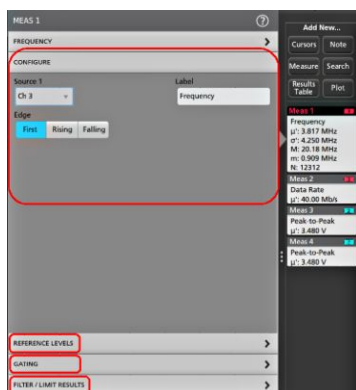 MEAS 1
?
FREQUENCY
CONFIGURE
Source 1
Label
Ch 3
Frequency
Edge
First
Rising
Falling
REFERENCE LEVELS
GATING
FILTER / LIMIT RESULTS
Add New...
Cursors
Note
Measure
Search
Results Table
Plot
Meas 1
Frequency
µ': 3.817 MHz
σ': 4.250 MHz
M: 20.18 MHz
m: 0.909 MHz
N: 12312
Meas 2
Data Rate
µ': 40.00 Mb/s
Meas 3
Peak-to-Peak
µ': 3.480 V
Meas 4
Peak-to-Peak
µ': 3.480 V